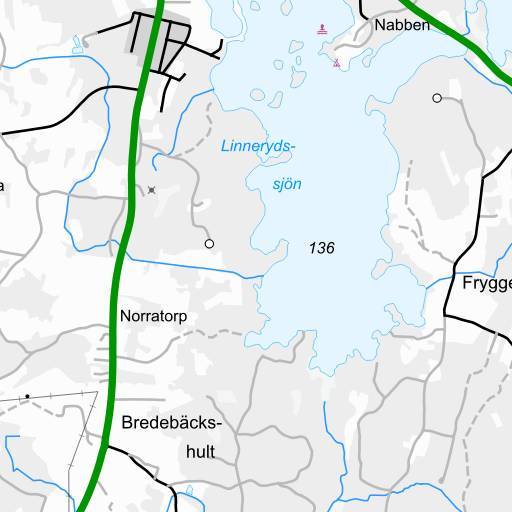 Nabben
Linneryds-
sjön
a
136
Frygge
Norratorp
Bredebäcks-
hult